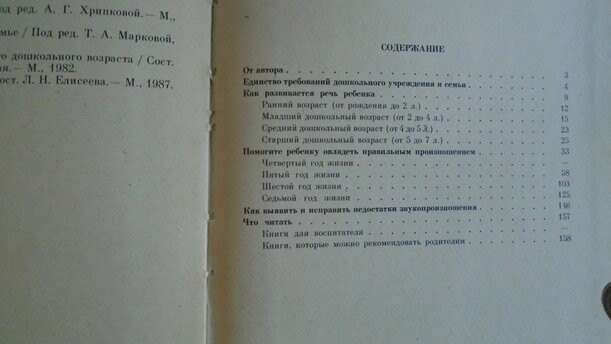 од ред. А. Г. Хрипковой.— М.,
мье / Под ред. Т. А. Марковой,
го дошкольного возраста / Сост.
ая.— М., 1982.
ост. Л. Н. Елисеева.— М., 1987.
СОДЕРЖАНИЕ
От автора . . . . . . . . . . 3
Единство требований дошкольного учреждения и семьи . . . . 4
Как развивается речь ребенка . . . . . . . . . . 9
Ранний возраст (от рождения до 2 л.) . . . . . . . . 12
Младший дошкольный возраст (от 2 до 4 л.) . . . . . . 15
Средний дошкольный возраст (от 4 до 5 л.) . . . . . . 23
Старший дошкольный возраст (от 5 до 7 л.) . . . . . . 25
Помогите ребенку овладеть правильным произношением . . . . 33
Четвертый год жизни . . . . . . . . . . —
Пятый год жизни . . . . . . . . . . 58
Шестой год жизни . . . . . . . . . . 103
Седьмой год жизни . . . . . . . . . . 125
Как выявить и исправить недостатки звукопроизношения . . . . 146
Что читать . . . . . . . . . . 157
Книги для воспитателя . . . . . . . . . . —
Книги, которые можно рекомендовать родителям . . . . . . 158